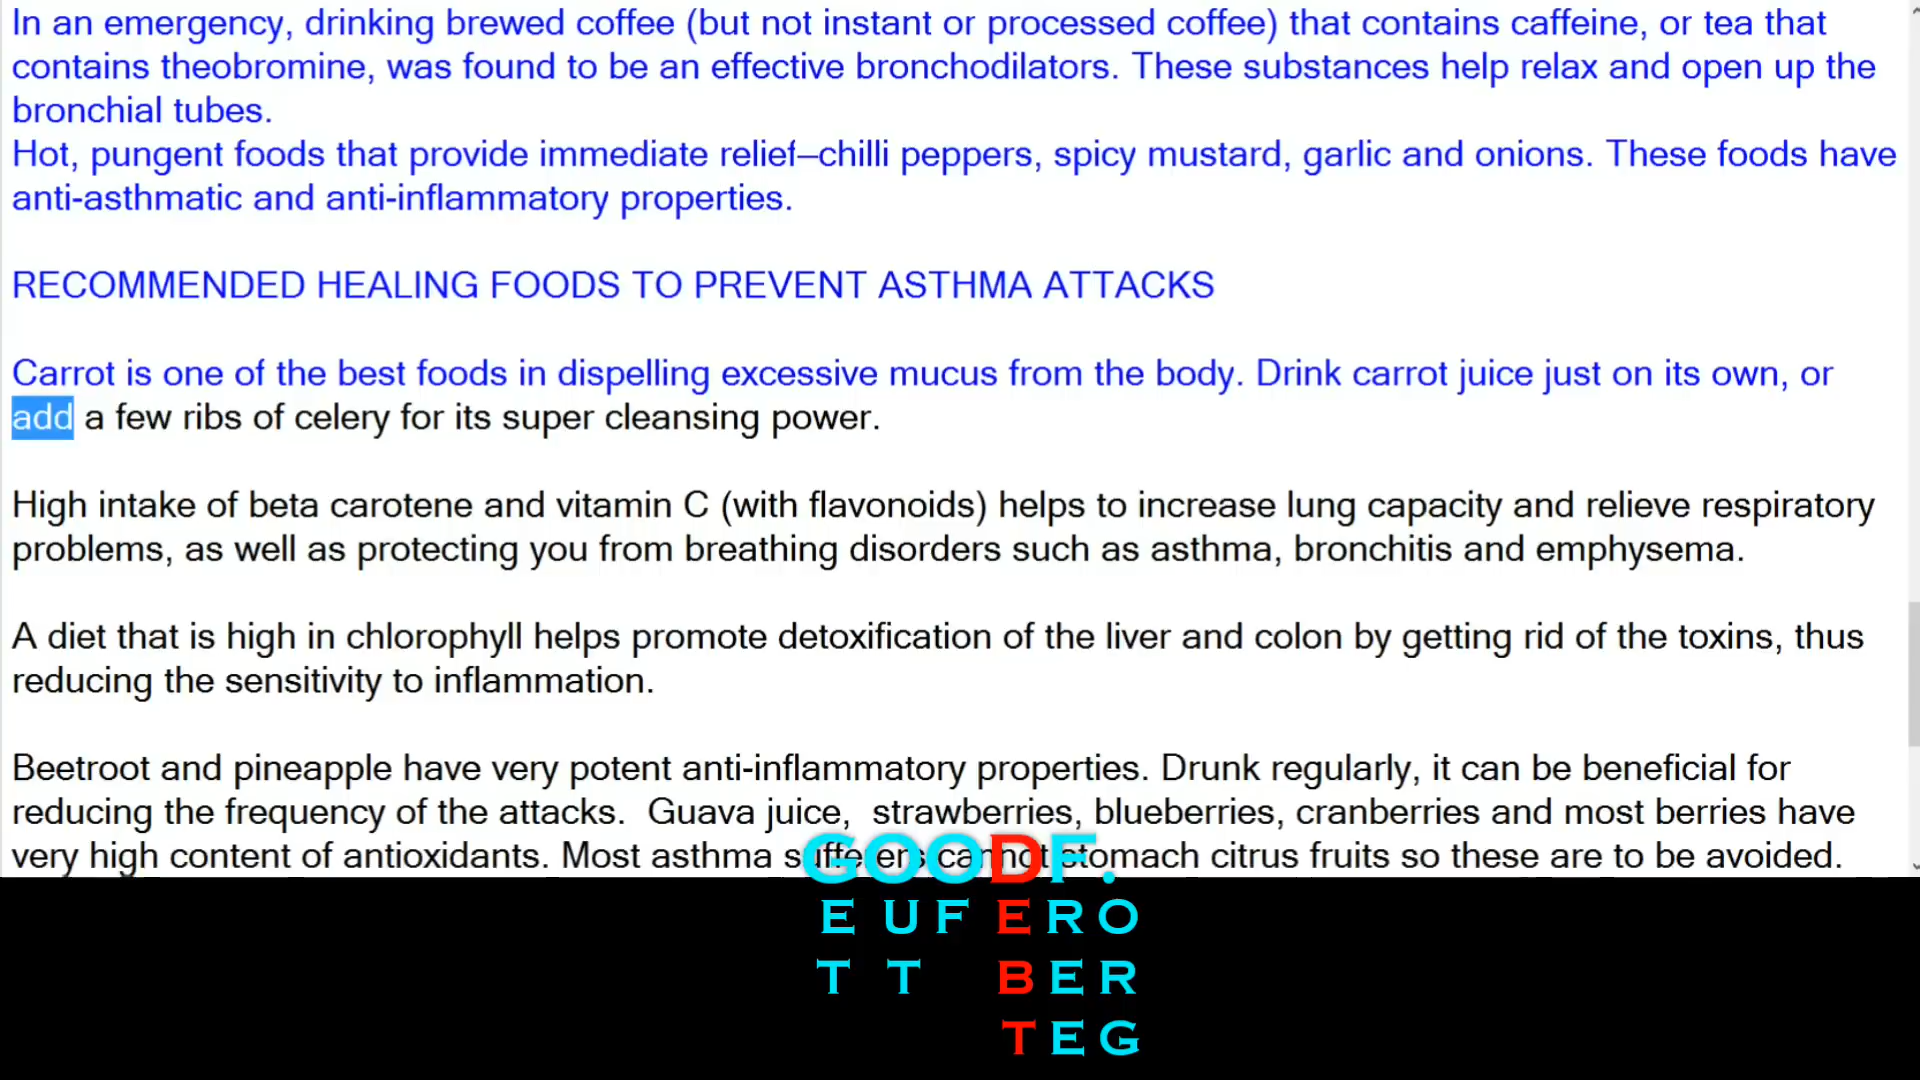 In an emergency, drinking brewed coffee (but not instant or processed coffee) that contains caffeine, or tea that
contains theobromine, was found to be an effective bronchodilators. These substances help relax and open up the
bronchial tubes.
Hot, pungent foods that provide immediate relief–chilli peppers, spicy mustard, garlic and onions. These foods have
anti-asthmatic and anti-inflammatory properties.
RECOMMENDED HEALING FOODS TO PREVENT ASTHMA ATTACKS
Carrot is one of the best foods in dispelling excessive mucus from the body. Drink carrot juice just on its own, or
add a few ribs of celery for its super cleansing power.
High intake of beta carotene and vitamin C (with flavonoids) helps to increase lung capacity and relieve respiratory
problems, as well as protecting you from breathing disorders such as asthma, bronchitis and emphysema.
A diet that is high in chlorophyll helps promote detoxification of the liver and colon by getting rid of the toxins, thus
reducing the sensitivity to inflammation.
Beetroot and pineapple have very potent anti-inflammatory properties. Drunk regularly, it can be beneficial for
reducing the frequency of the attacks.  Guava juice,  strawberries, blueberries, cranberries and most berries have
very high content of antioxidants. Most asthma sufferers cannot stomach citrus fruits so these are to be avoided.
GOODF.
EUFERO
TT BER
TEG